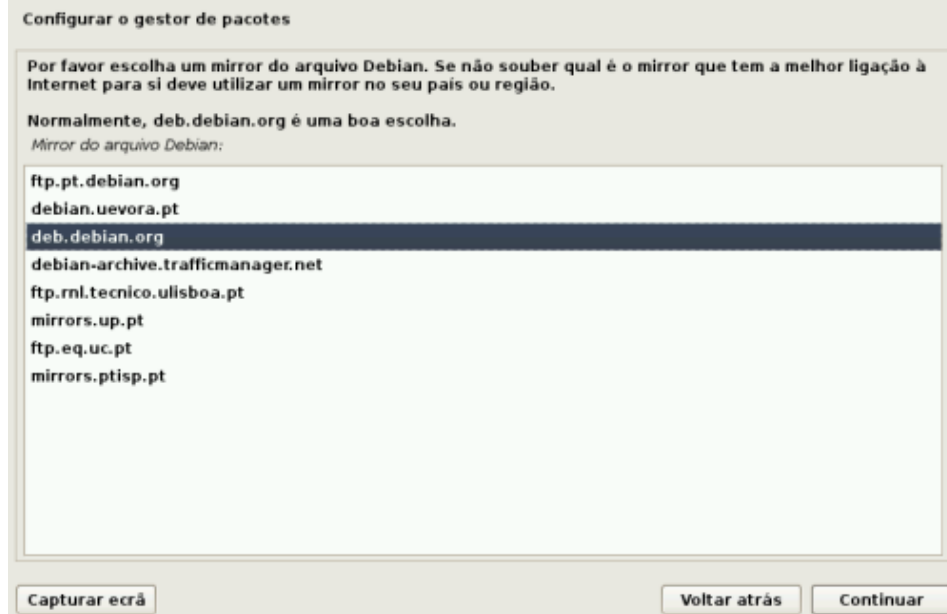 Configurar o gestor de pacotes
Por favor escolha um mirror do arquivo Debian. Se não souber qual é o mirror que tem a melhor ligação à
Internet para si deve utilizar um mirror no seu país ou região.
Normalmente, deb.debian.org é uma boa escolha.
Mirror do arquivo Debian:
ftp.pt.debian.org
debian.uevora.pt
deb.debian.org
debian-archive.trafficmanager.net
ftp.rnl.tecnico.ulisboa.pt
mirrors.up.pt
ftp.eq.uc.pt
mirrors.ptisp.pt
Capturar ecrã Voltar atrás Continuar